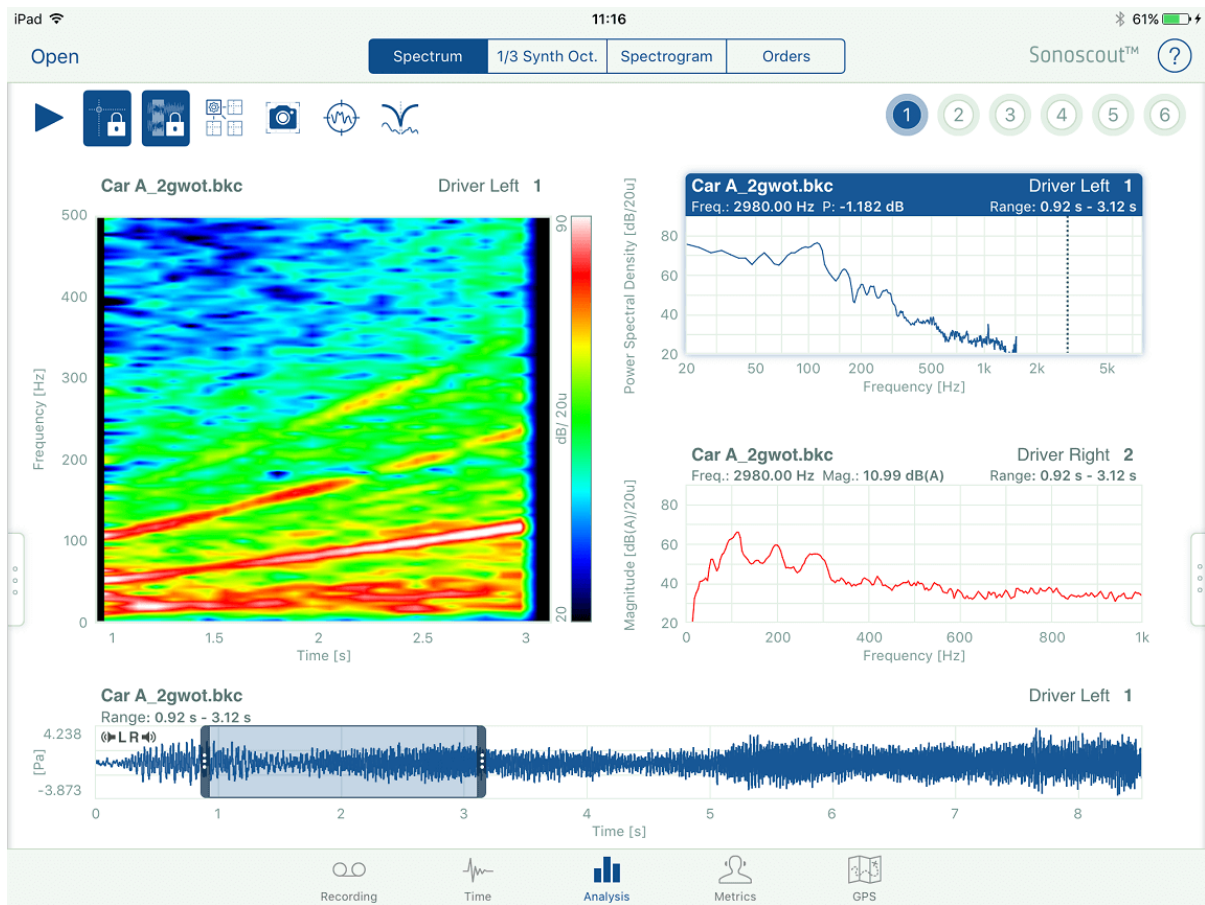 iPad 11:16 61%
Open Spectrum 1/3 Synth Oct. Spectrogram Orders Sonoscout™ ?
1 2 3 4 5 6
Car A_2gwot.bkc Driver Left 1
500
400
300
200
100
0
Frequency [Hz]
1 1.5 2 2.5 3
Time [s]
90
dB/ 20u
20
Car A_2gwot.bkc Driver Left 1
Freq.: 2980.00 Hz P: -1.182 dB Range: 0.92 s - 3.12 s
Power Spectral Density [dB/20u]
80
60
40
20
20 50 100 200 500 1k 2k 5k
Frequency [Hz]
Car A_2gwot.bkc Driver Right 2
Freq.: 2980.00 Hz Mag.: 10.99 dB(A) Range: 0.92 s - 3.12 s
Magnitude [dB(A)/20u]
80
60
40
20
0 200 400 600 800 1k
Frequency [Hz]
Car A_2gwot.bkc Driver Left 1
Range: 0.92 s - 3.12 s
4.238
[Pa]
-3.873
L R
0 1 2 3 4 5 6 7 8
Time [s]
Recording Time Analysis Metrics GPS